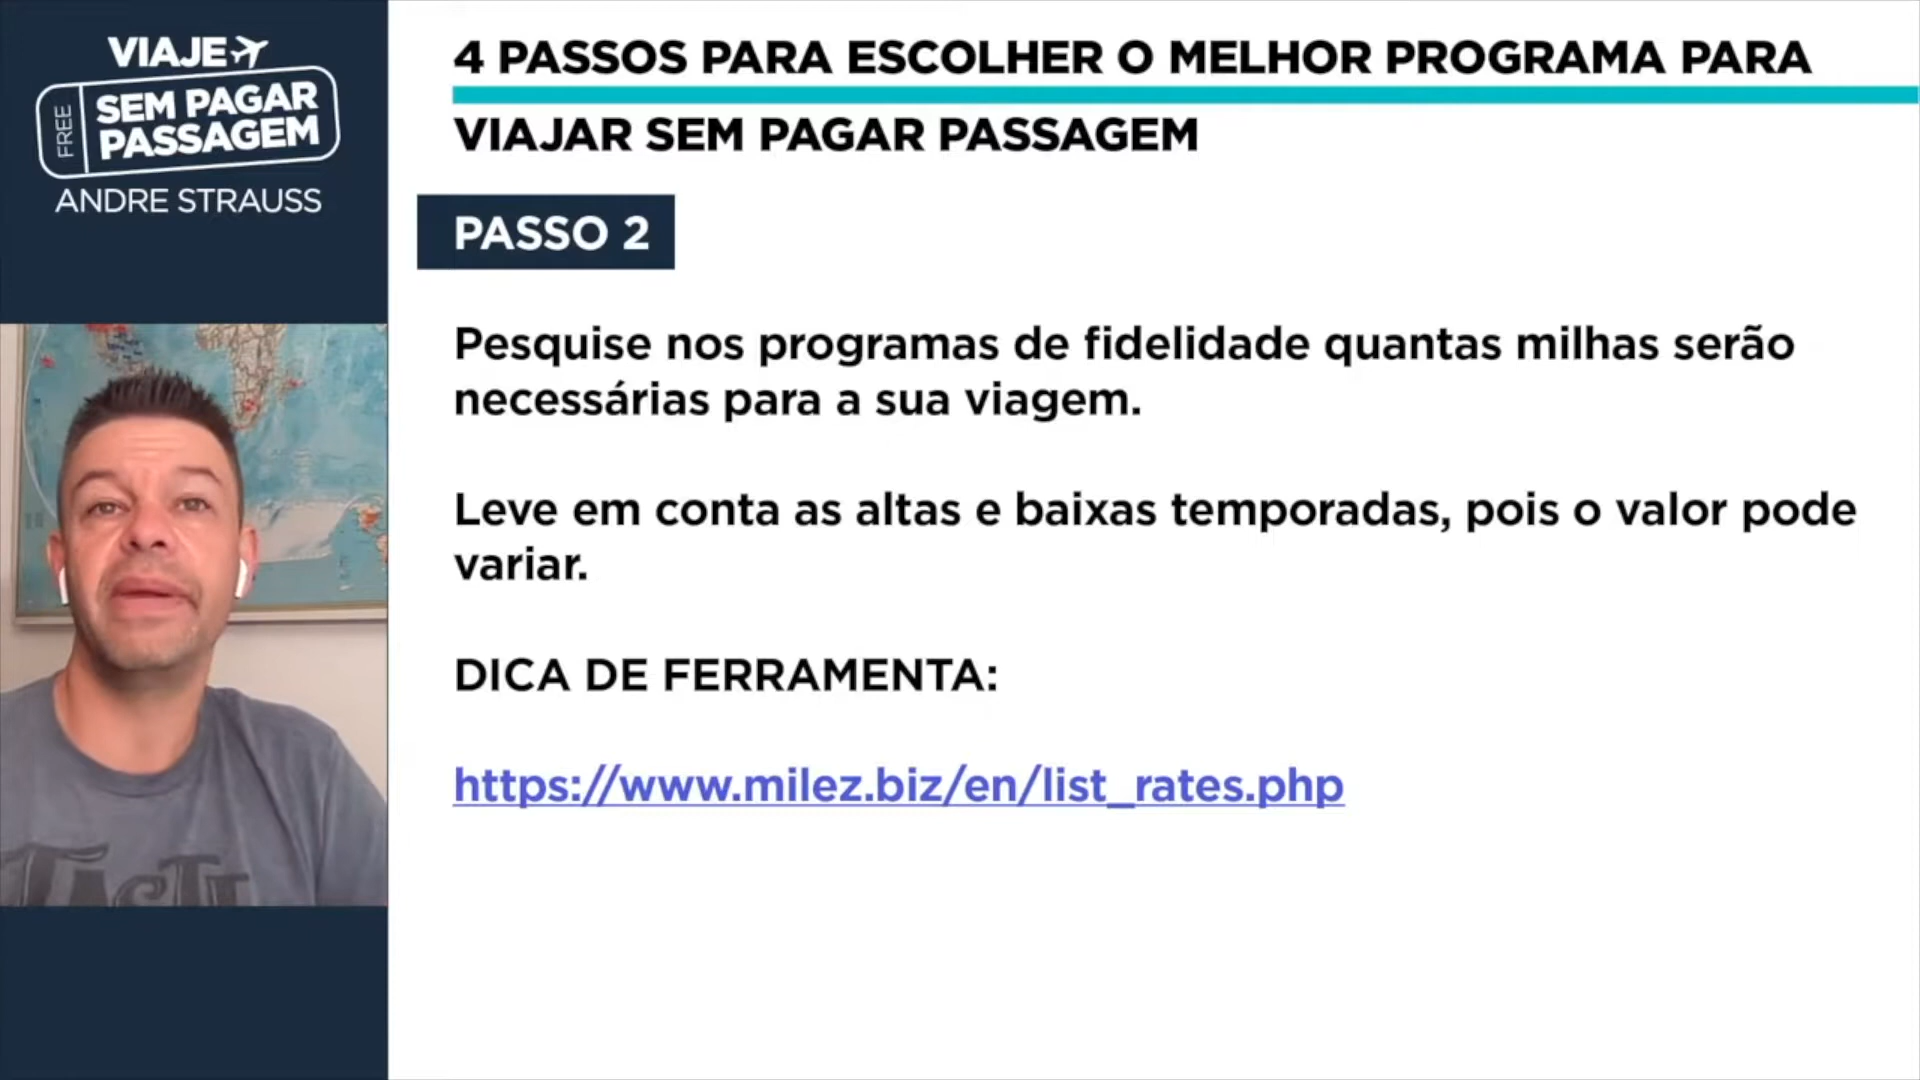 VIAJE
FREE
SEM PAGAR
PASSAGEM
ANDRE STRAUSS
4 PASSOS PARA ESCOLHER O MELHOR PROGRAMA PARA
VIAJAR SEM PAGAR PASSAGEM
PASSO 2
Pesquise nos programas de fidelidade quantas milhas serão
necessárias para a sua viagem.
Leve em conta as altas e baixas temporadas, pois o valor pode
variar.
DICA DE FERRAMENTA:
https://www.milez.biz/en/list_rates.php